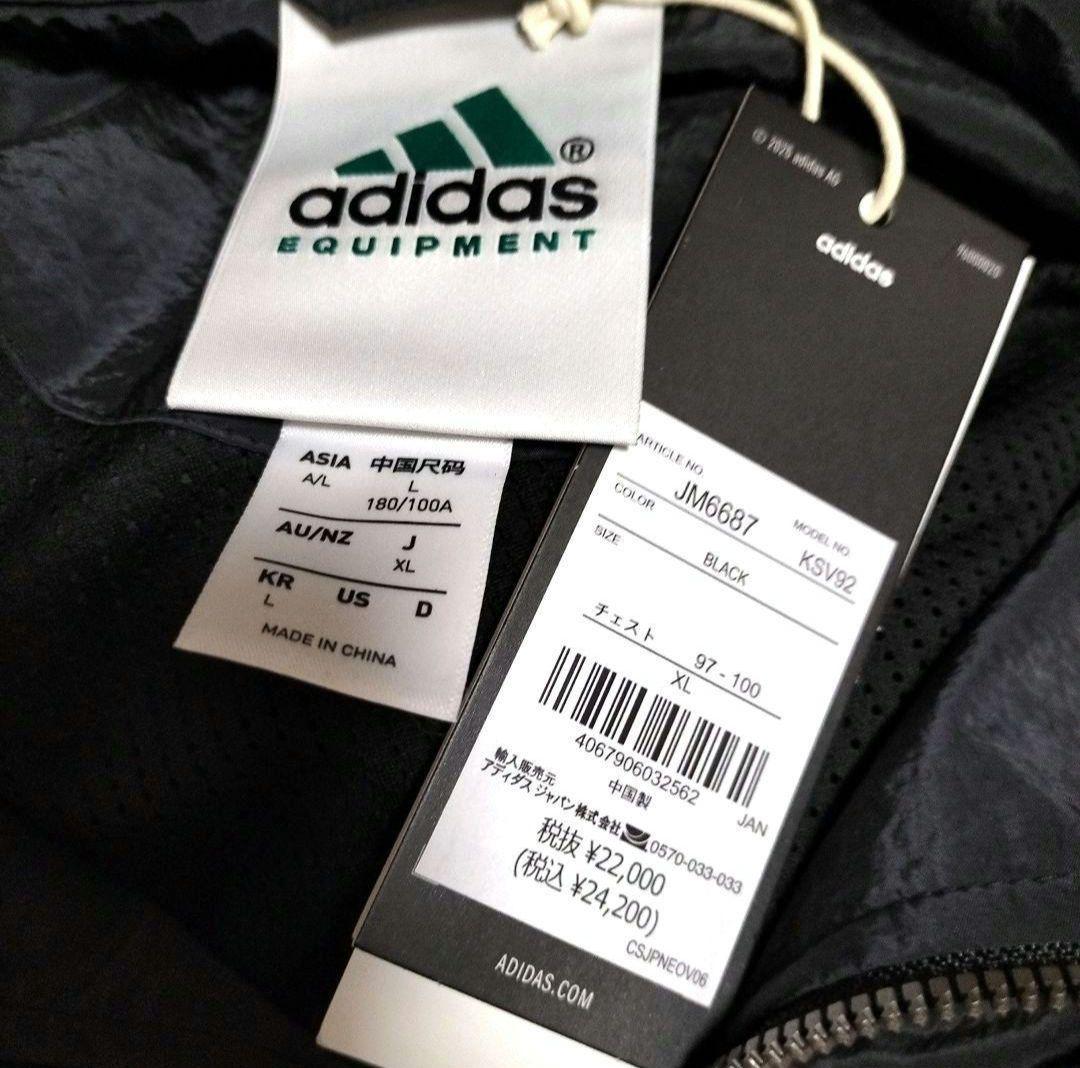 adidas®
EQUIPMENT
ASIA 中国尺码
A/L L
180/100A
AU/NZ J
XL
KR US D
L
MADE IN CHINA
© 2025 adidas AG
adidas
ARTICLE NO.
JM6687
MODEL NO.
KSV92
COLOR
BLACK
SIZE
チェスト
97 - 100
XL
4067906032562
中国製
JAN
輸入販売元
アディダス ジャパン株式会社
0570-033-033
税抜 ¥22,000
(税込 ¥24,200)
CSJPNEOV06
ADIDAS.COM